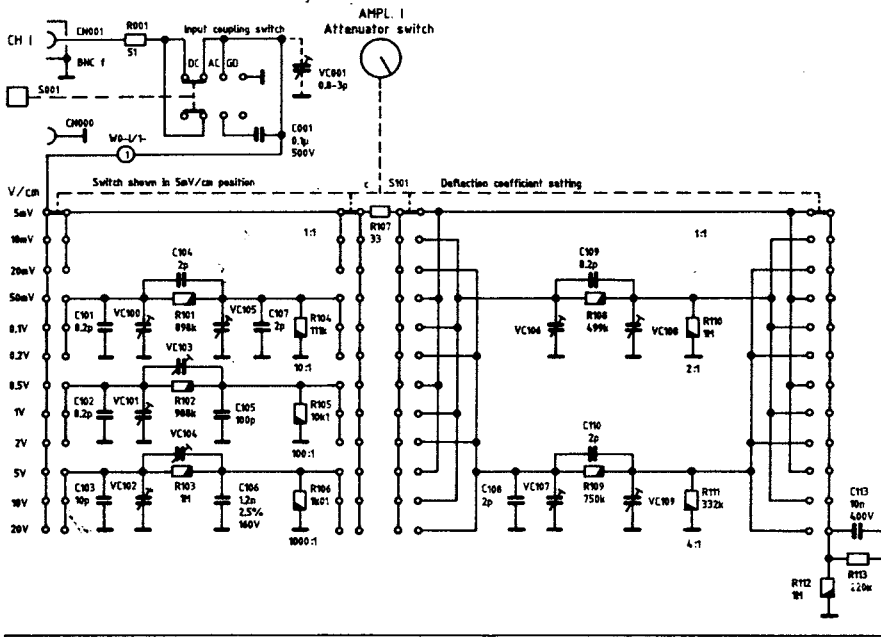 AMPL. I
Attenuator switch
CH I
CN001
R001
51
Input coupling switch
BNC f
DC
AC
GD
VC001
0.8-3p
S001
CN000
C001
0.1µ
500V
1
V/cm
Switch shown in 5mV/cm position
c
S101
Deflection coefficient setting
5mV
10mV
20mV
50mV
0.1V
0.2V
0.5V
1V
2V
5V
10V
20V
1:1
R107
33
1:1
C104
2p
C101
8.2p
VC100
R101
898k
VC105
C107
2p
R104
111k
VC103
10:1
C102
8.2p
VC101
R102
988k
C105
100p
R105
10k1
VC104
100:1
C103
10p
VC102
R103
1M
C106
1,2n
2,5%
160V
R106
1k01
1000:1
C109
8.2p
VC106
R108
499k
VC108
R110
1M
2:1
C110
2p
C108
2p
VC107
R109
750k
VC109
R111
332k
4:1
C113
10n
400V
R112
1M
R113
220k